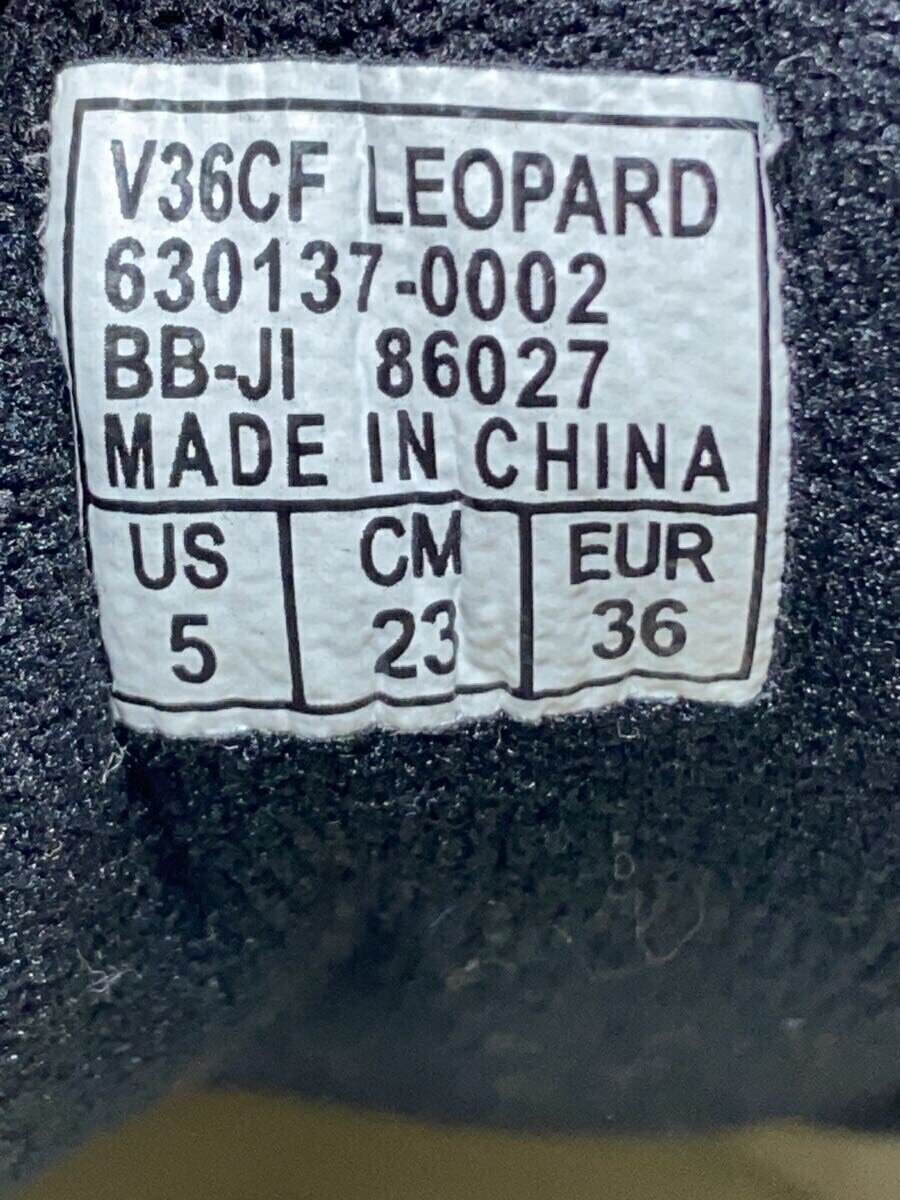 V36CF LEOPARD
630137-0002
BB-JI 86027
MADE IN CHINA
US CM EUR
5 23 36